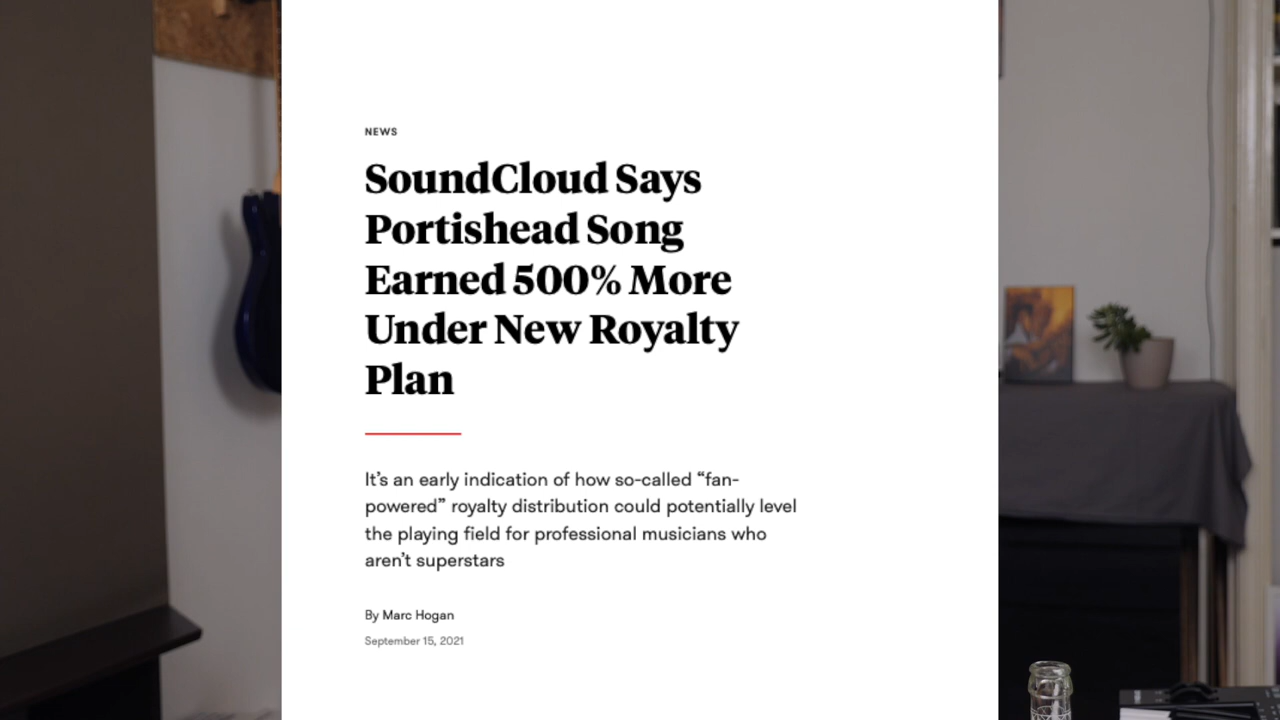 NEWS
SoundCloud Says
Portishead Song
Earned 500% More
Under New Royalty
Plan
It’s an early indication of how so-called “fan-
powered” royalty distribution could potentially level
the playing field for professional musicians who
aren’t superstars
By Marc Hogan
September 15, 2021